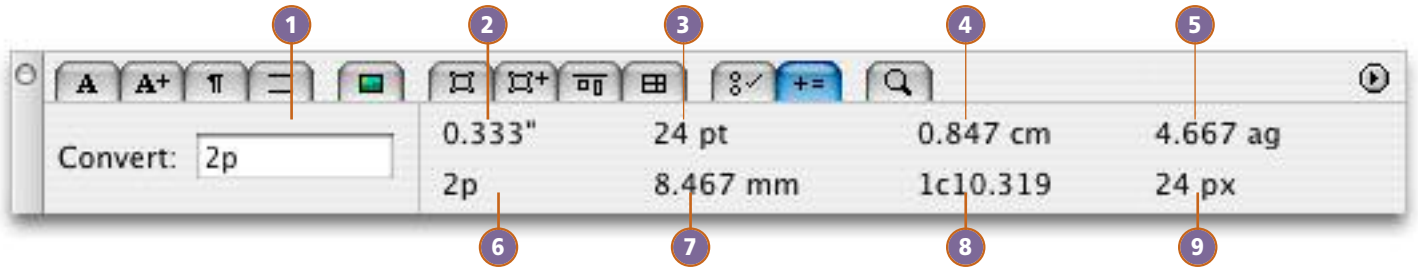 1 2 3 4 5
A A+ ¶ +=
0.333" 24 pt 0.847 cm 4.667 ag
Convert: 2p
2p 8.467 mm 1c10.319 24 px
6 7 8 9